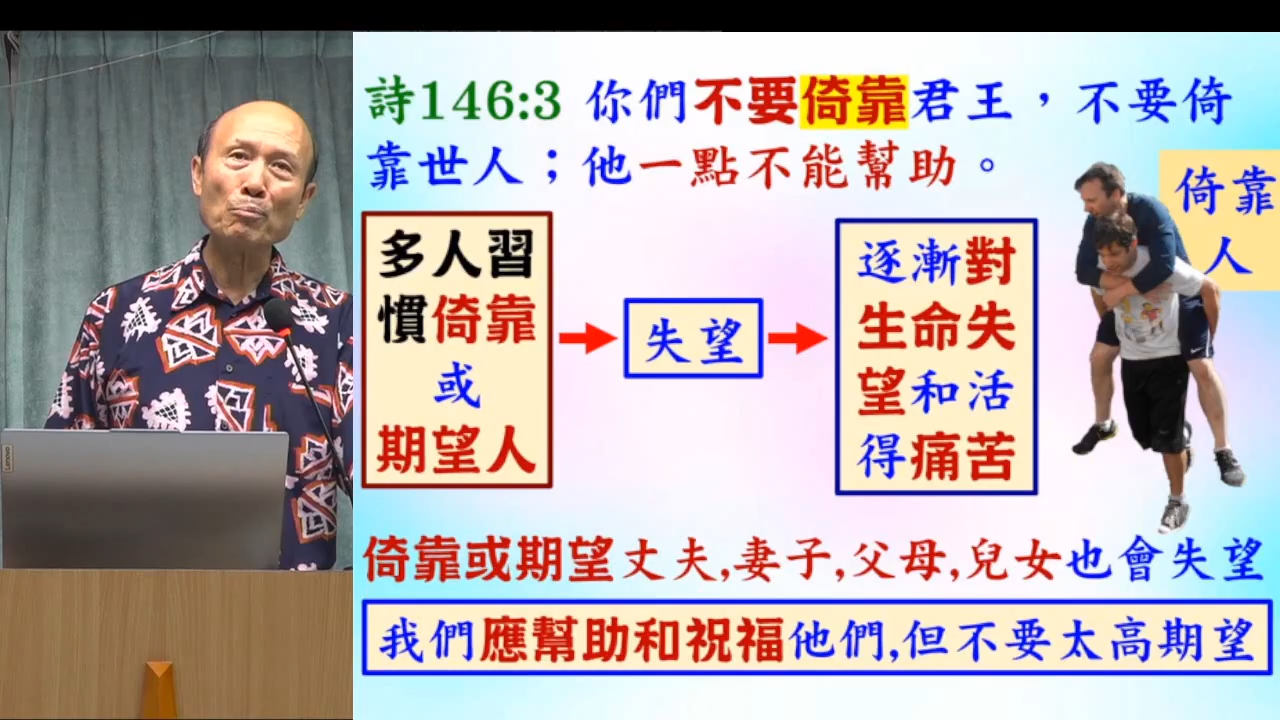 詩146:3 你們不要倚靠君王，不要倚
靠世人；他一點不能幫助。
倚靠
人
多人習
慣倚靠
或
期望人
失望
逐漸對
生命失
望和活
得痛苦
倚靠或期望丈夫,妻子,父母,兒女也會失望
我們應幫助和祝福他們,但不要太高期望
Lenovo